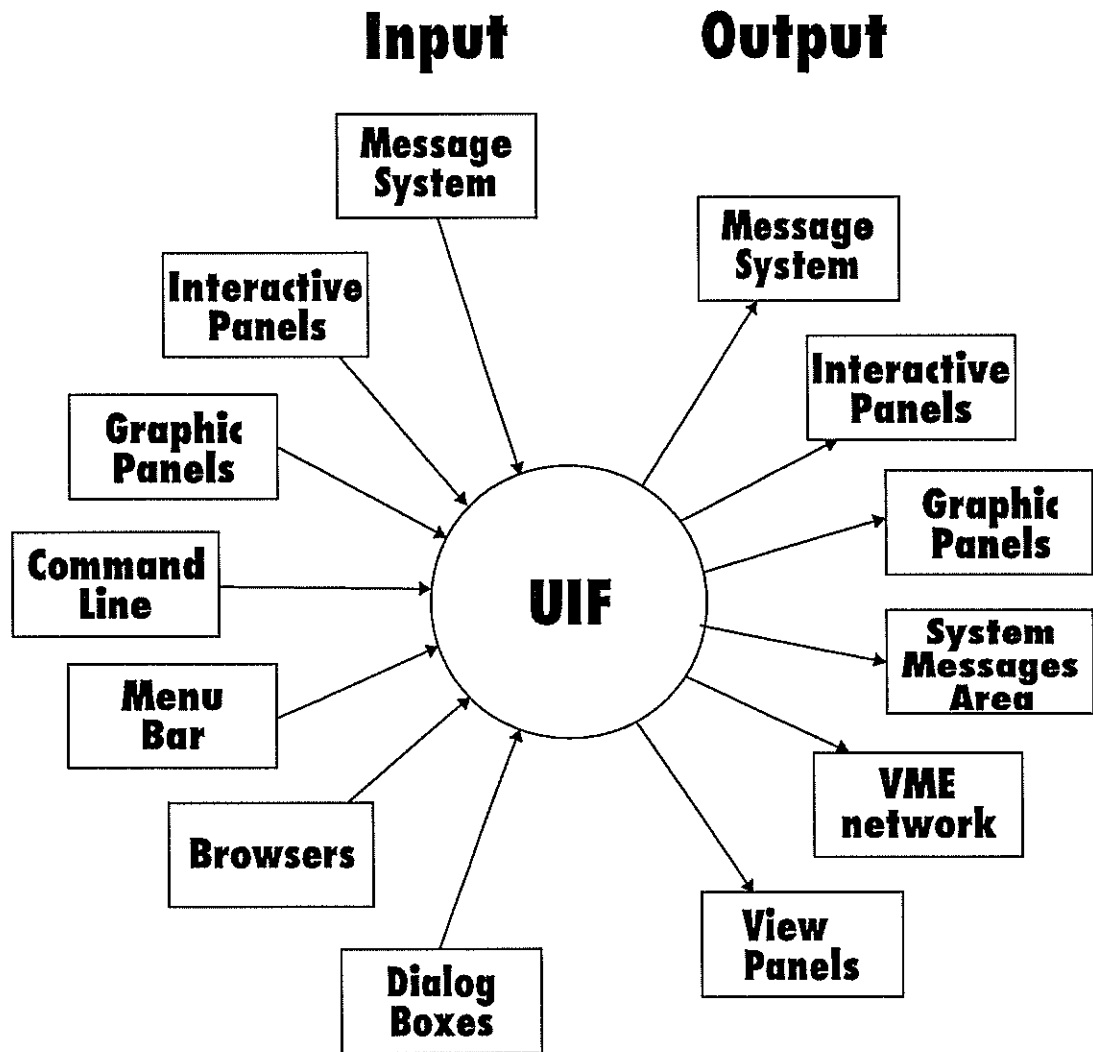 Input
Output
Message
System
Interactive
Panels
Graphic
Panels
Command
Line
Menu
Bar
Browsers
Dialog
Boxes
UIF
Message
System
Interactive
Panels
Graphic
Panels
System
Messages
Area
VME
network
View
Panels